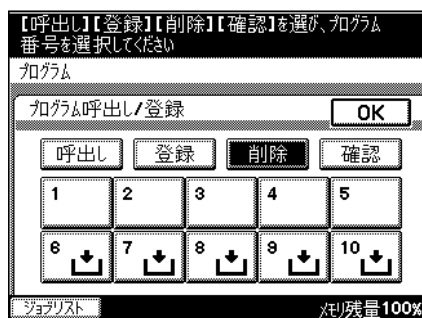 【呼出し】【登録】【削除】【確認】を選び、プログラム
番号を選択してください
プログラム
プログラム呼出し/登録 OK
呼出し 登録 削除 確認
1 2 3 4 5
6 7 8 9 10
ジョブリスト メモリ残量100%